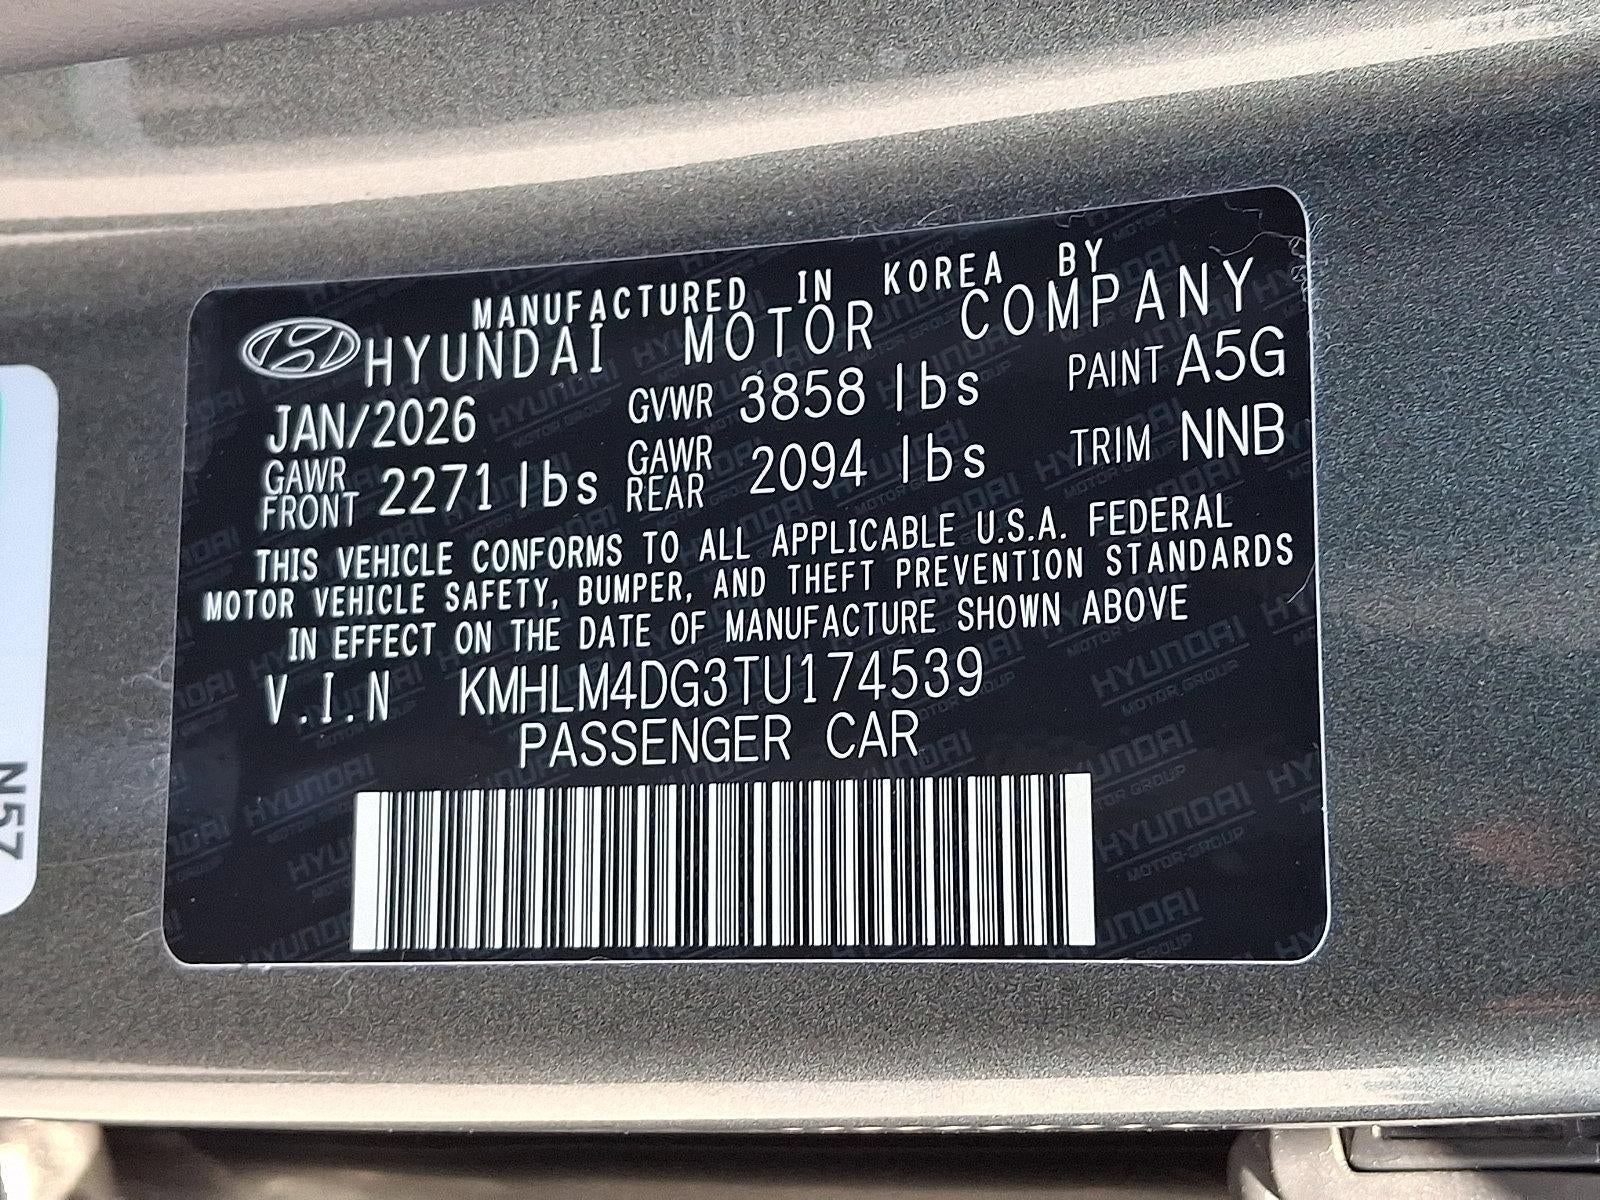 MANUFACTURED IN KOREA BY
HYUNDAI MOTOR COMPANY
JAN/2026 GVWR 3858 lbs PAINT A5G
GAWR FRONT 2271 lbs GAWR REAR 2094 lbs TRIM NNB
THIS VEHICLE CONFORMS TO ALL APPLICABLE U.S.A. FEDERAL
MOTOR VEHICLE SAFETY, BUMPER, AND THEFT PREVENTION STANDARDS
IN EFFECT ON THE DATE OF MANUFACTURE SHOWN ABOVE
V.I.N KMHLM4DG3TU174539
PASSENGER CAR
N57